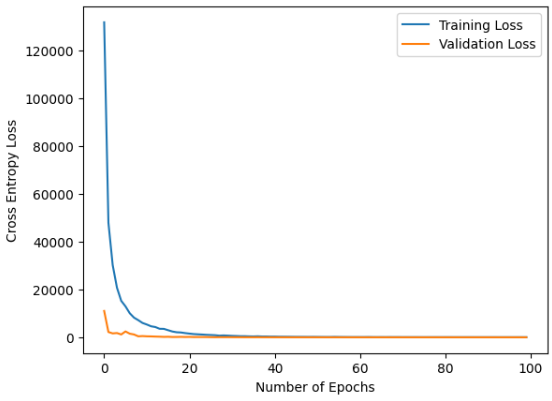 Training Loss
Validation Loss
120000
100000
80000
60000
40000
20000
0
Cross Entropy Loss
0 20 40 60 80 100
Number of Epochs